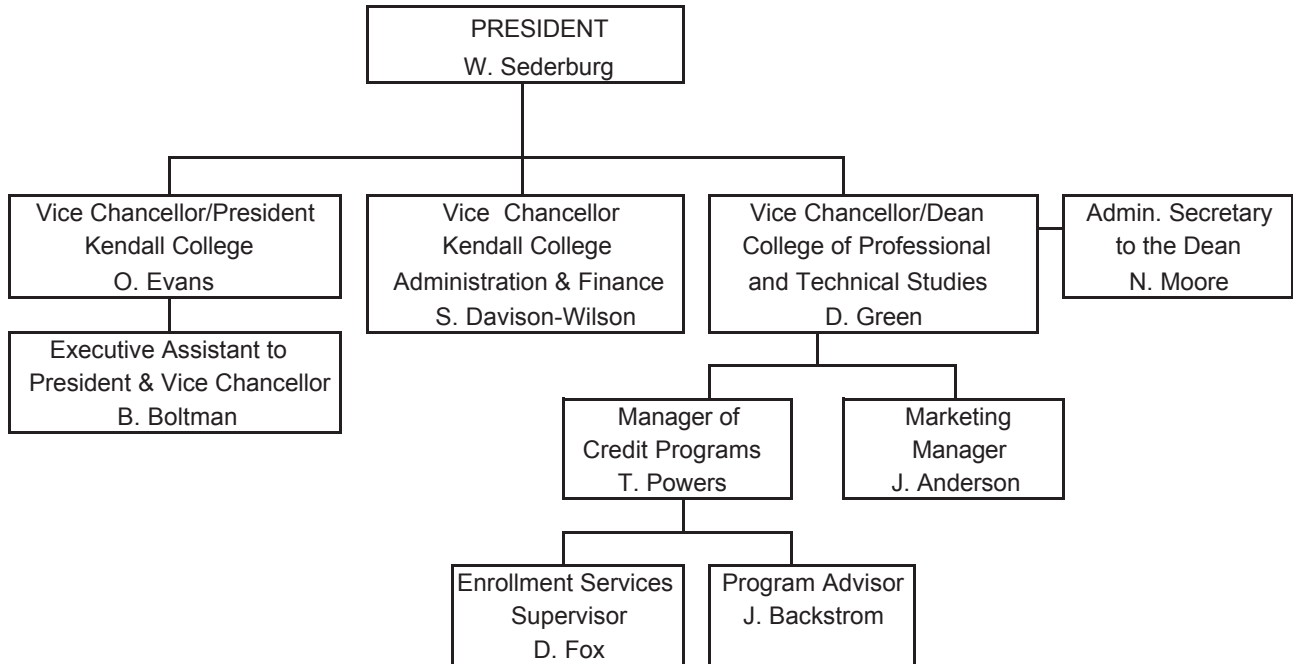 PRESIDENT
W. Sederburg
Vice Chancellor/President
Kendall College
O. Evans
Vice Chancellor
Kendall College
Administration & Finance
S. Davison-Wilson
Vice Chancellor/Dean
College of Professional
and Technical Studies
D. Green
Admin. Secretary
to the Dean
N. Moore
Executive Assistant to
President & Vice Chancellor
B. Boltman
Manager of
Credit Programs
T. Powers
Marketing
Manager
J. Anderson
Enrollment Services
Supervisor
D. Fox
Program Advisor
J. Backstrom